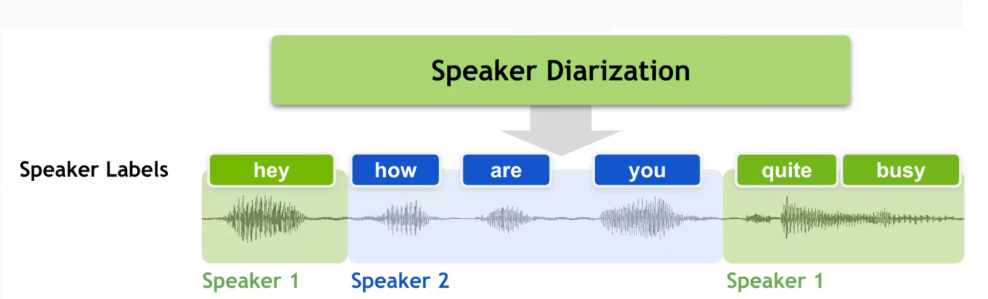 Speaker Diarization
Speaker Labels hey how are you quite busy
Speaker 1 Speaker 2 Speaker 1